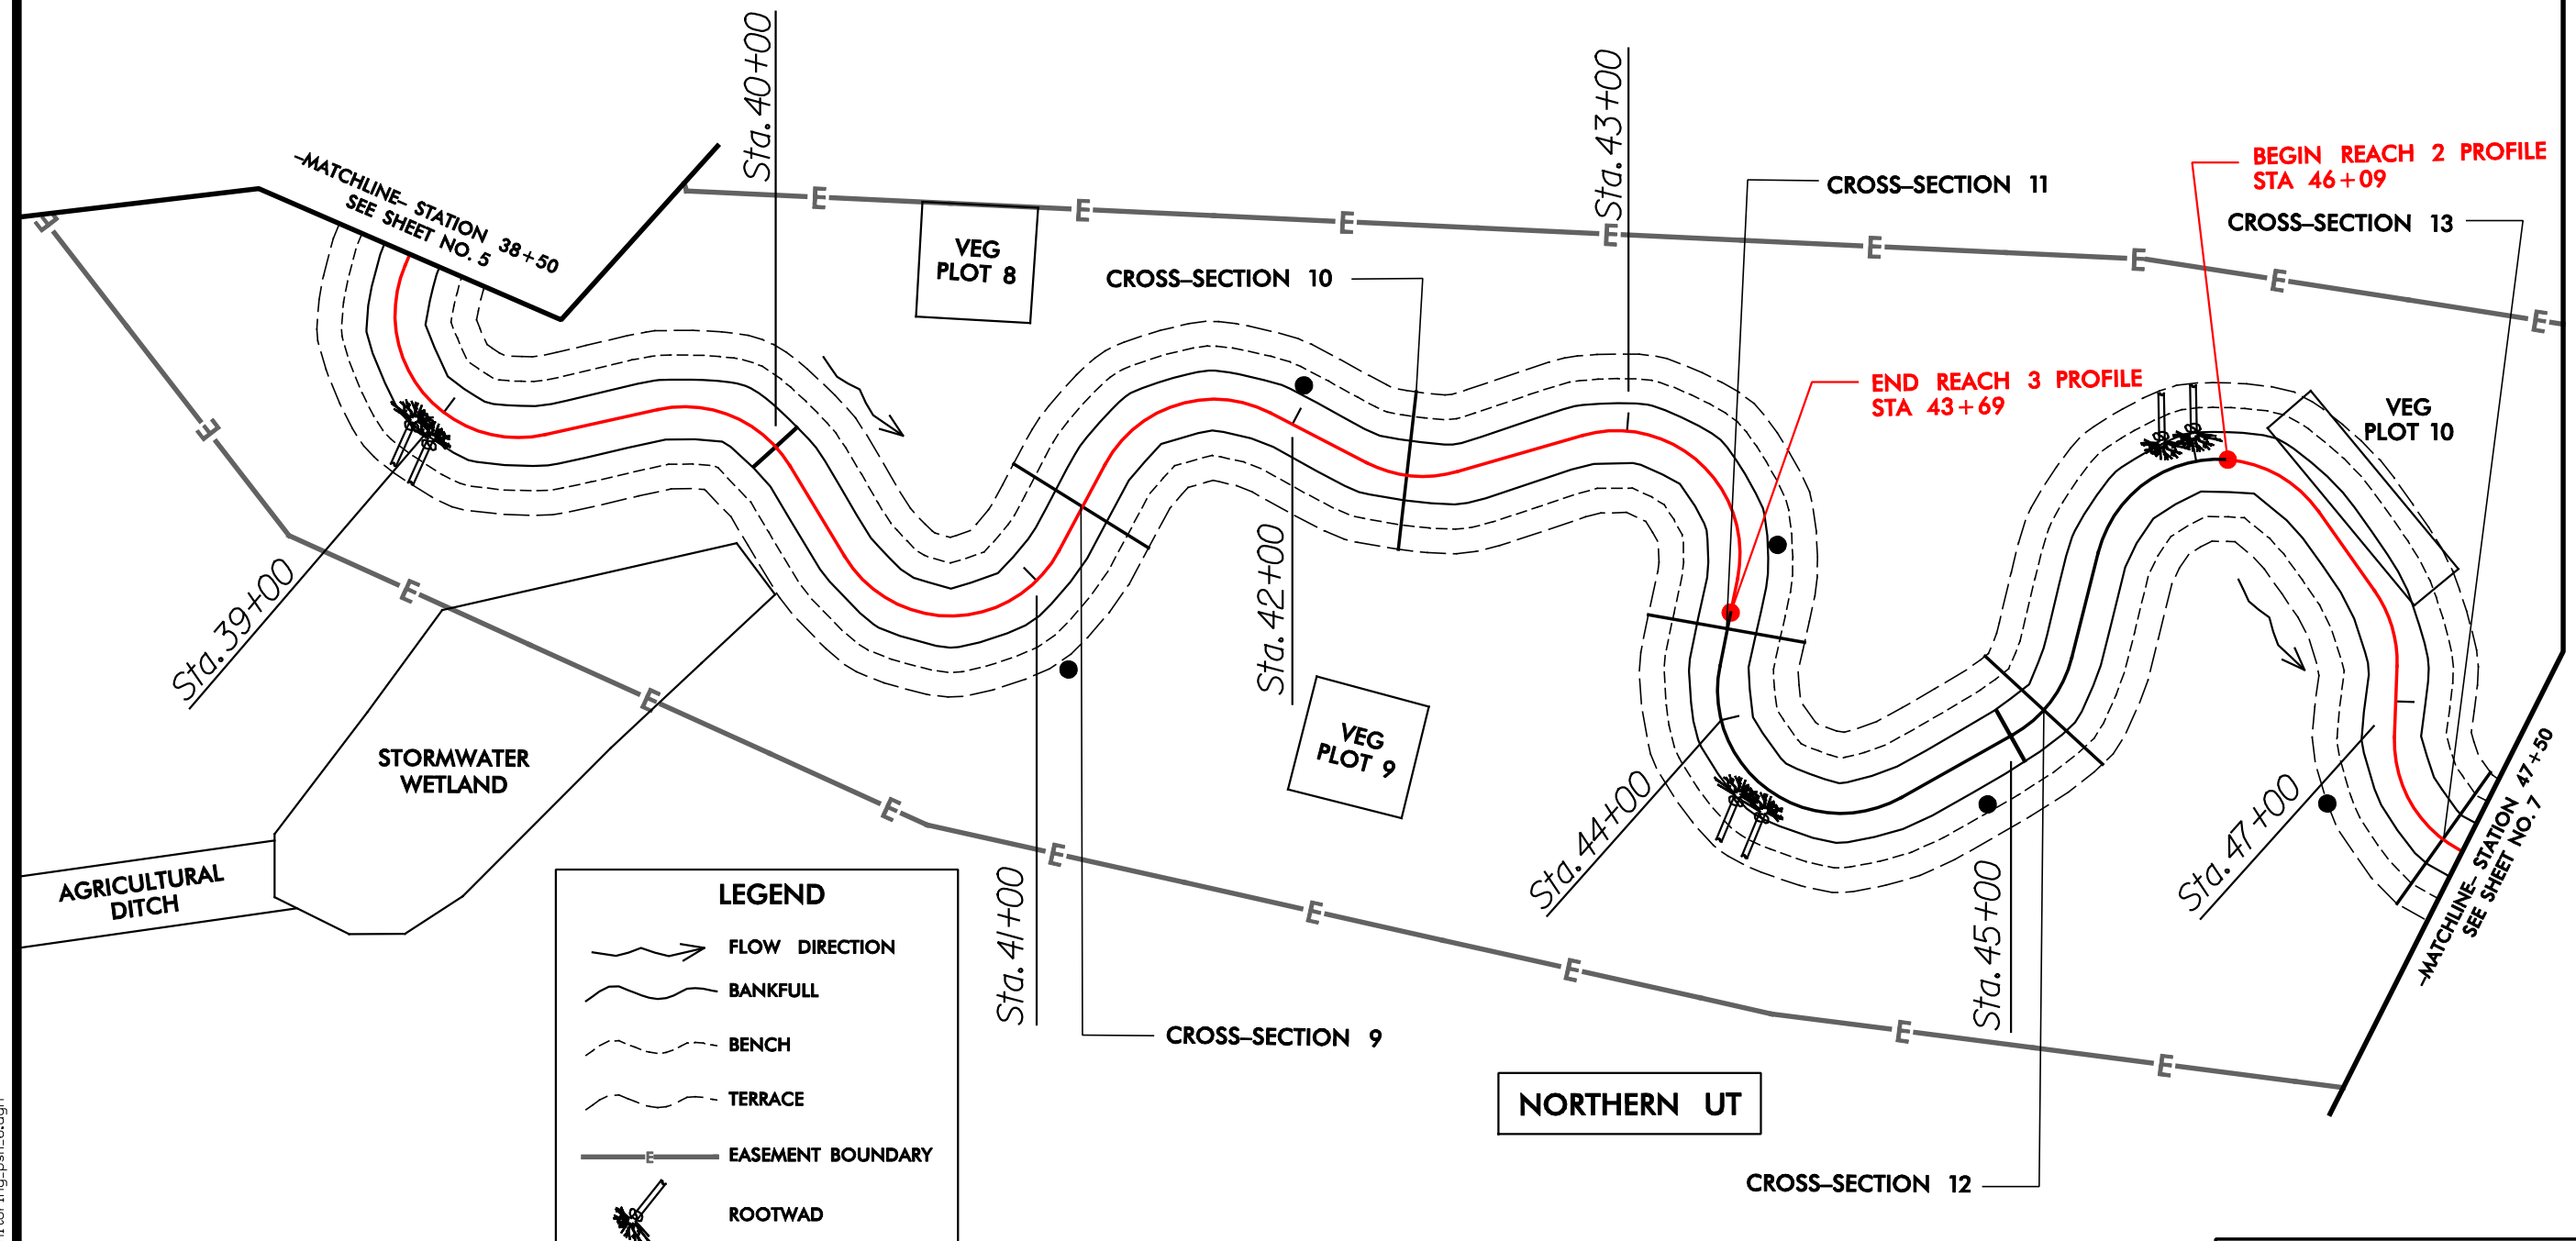 Sta. 40+00
Sta. 43+00
–MATCHLINE– STATION 38+50
SEE SHEET NO. 5
E
E
E
E
E
E
E
E
E
VEG
PLOT 8
CROSS–SECTION 10
CROSS–SECTION 11
BEGIN REACH 2 PROFILE
STA 46+09
CROSS–SECTION 13
END REACH 3 PROFILE
STA 43+69
VEG
PLOT 10
E
Sta. 39+00
E
E
E
E
E
E
E
E
Sta. 42+00
VEG
PLOT 9
STORMWATER
WETLAND
AGRICULTURAL
DITCH
Sta. 41+00
Sta. 44+00
Sta. 45+00
Sta. 47+00
–MATCHLINE– STATION 47+50
SEE SHEET NO. 7
CROSS–SECTION 9
NORTHERN UT
CROSS–SECTION 12
LEGEND
FLOW DIRECTION
BANKFULL
BENCH
TERRACE
E
EASEMENT BOUNDARY
ROOTWAD